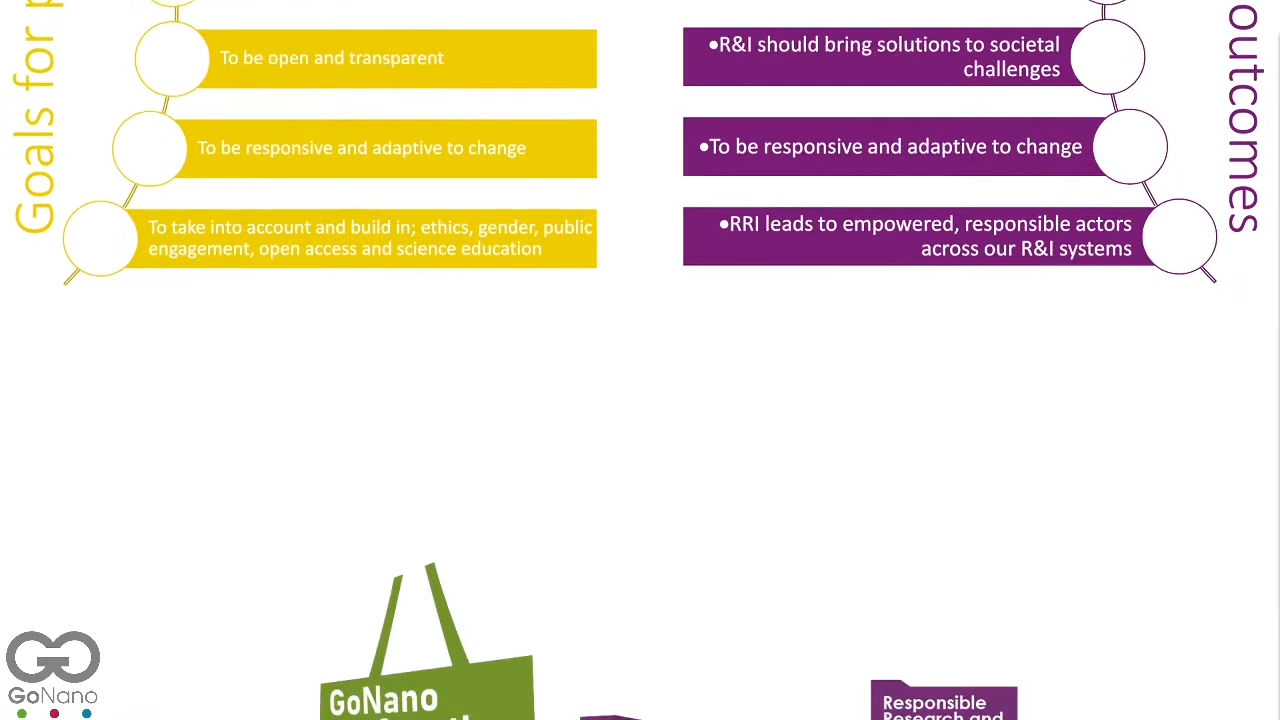 Goals for
To be open and transparent
To be responsive and adaptive to change
To take into account and build in; ethics, gender, public
engagement, open access and science education
•R&I should bring solutions to societal
challenges
•To be responsive and adaptive to change
•RRI leads to empowered, responsible actors
across our R&I systems
outcomes
GoNano
GoNano
Responsible
Research and